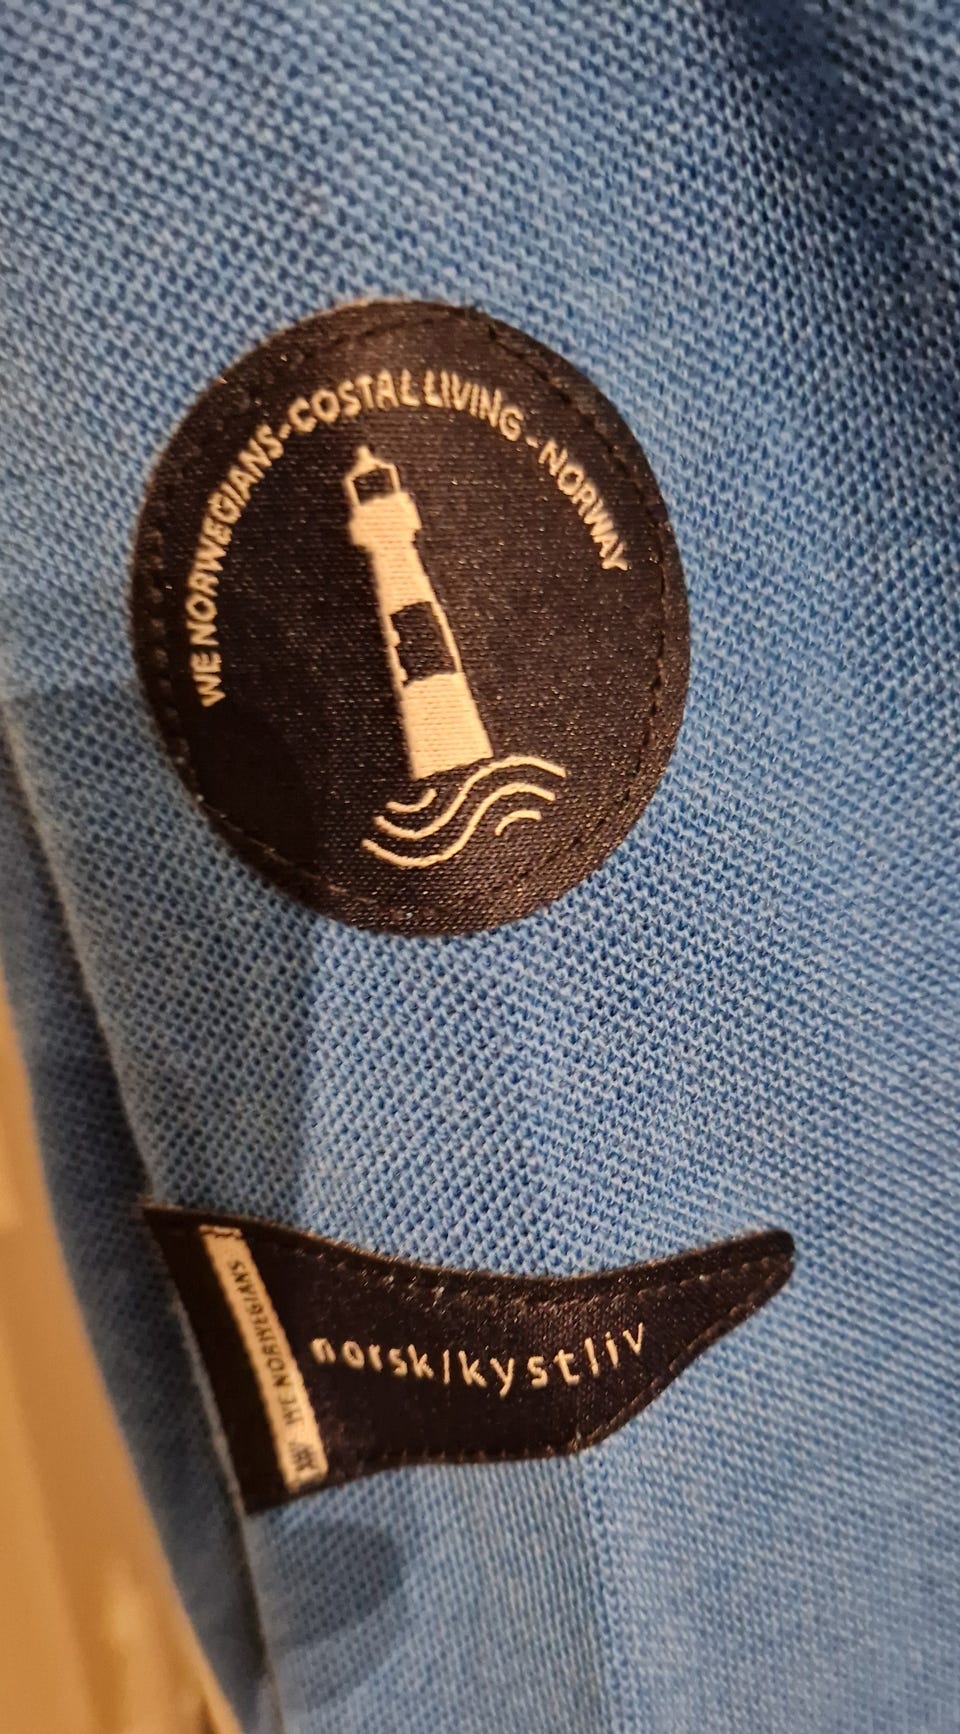 WE NORWEGIANS-COSTAL LIVING - NORWAY
norsk/kystliv
WE NORWEGIANS